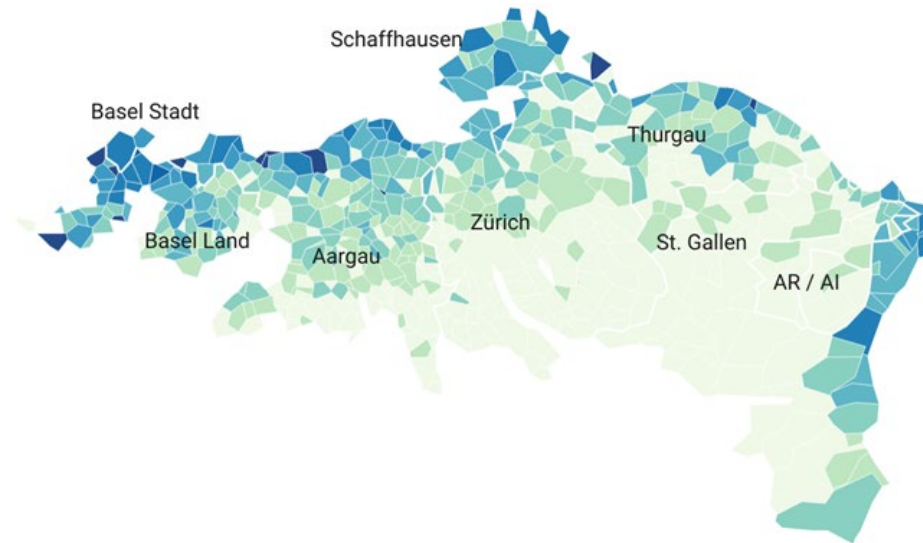 Schaffhausen
Basel Stadt
Thurgau
Zürich
Basel Land
St. Gallen
Aargau
AR / AI